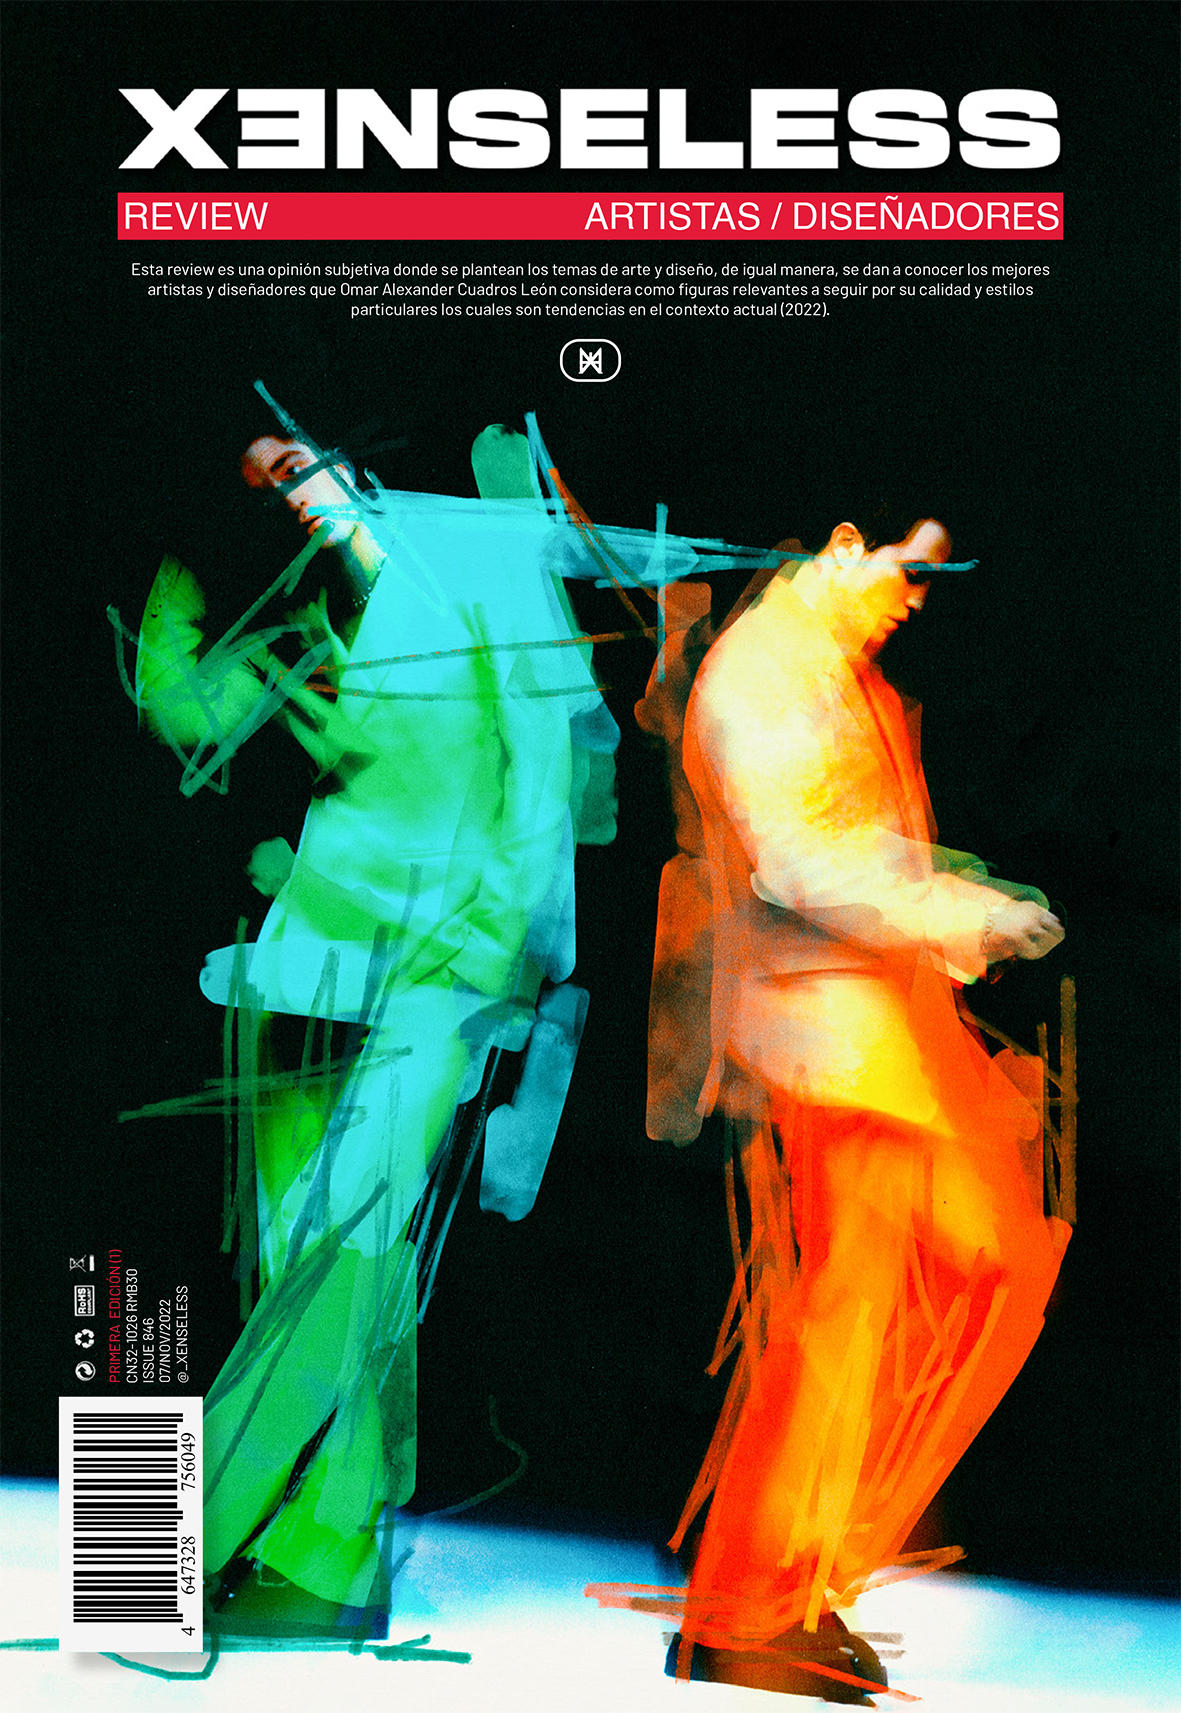 XƎNSELESS
REVIEW ARTISTAS / DISEÑADORES
Esta review es una opinión subjetiva donde se plantean los temas de arte y diseño, de igual manera, se dan a conocer los mejores
artistas y diseñadores que Omar Alexander Cuadros León considera como figuras relevantes a seguir por su calidad y estilos
particulares los cuales son tendencias en el contexto actual (2022).
RoHS
PRIMERA EDICIÓN (1)
CN32-1026 RMB30
ISSUE 846
07/NOV/2022
@_XENSELESS
4 647328 756049